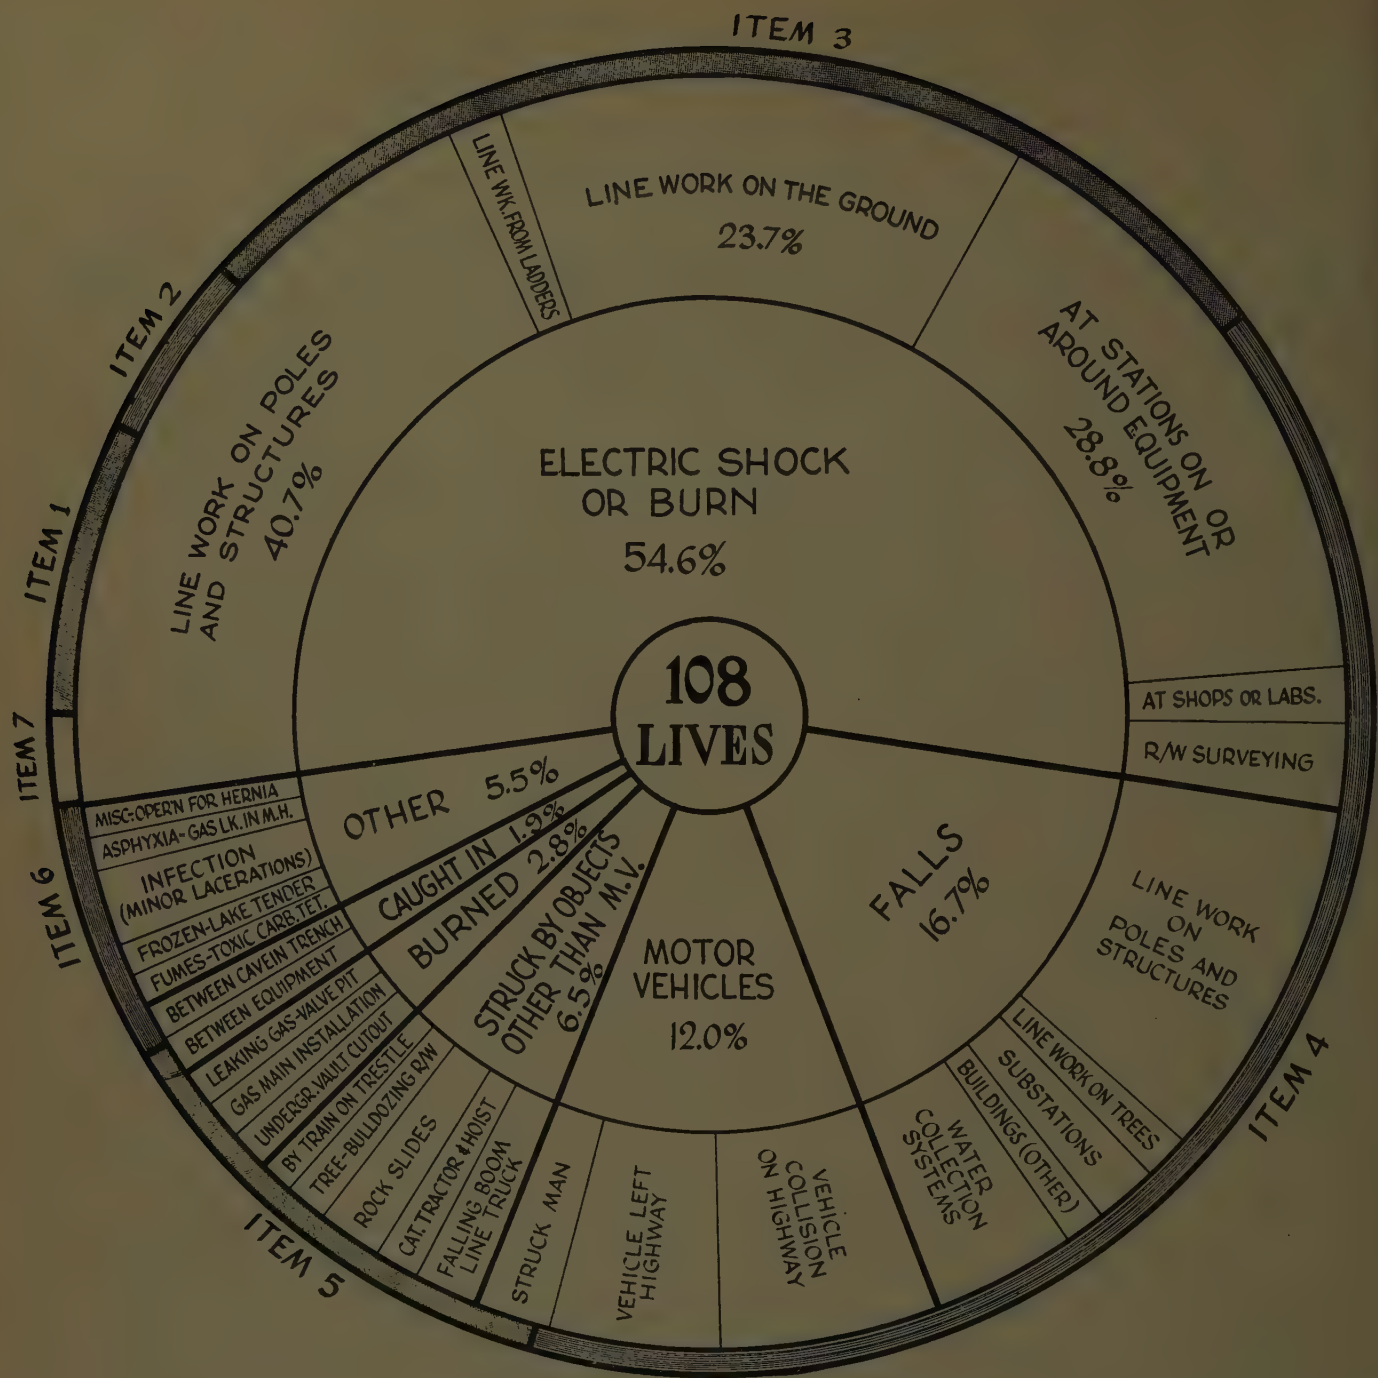 ITEM 3
ITEM 2
ITEM 1
ITEM 7
ITEM 6
ITEM 5
ITEM 4
108
LIVES
ELECTRIC SHOCK
OR BURN
54.6%
LINE WORK ON POLES
AND STRUCTURES
40.7%
LINE WK. FROM LADDERS
LINE WORK ON THE GROUND
23.7%
AT STATIONS ON OR
AROUND EQUIPMENT
28.8%
AT SHOPS OR LABS.
R/W SURVEYING
FALLS
16.7%
LINE WORK
ON
POLES AND
STRUCTURES
LINE WORK ON TREES
SUBSTATIONS
BUILDINGS (OTHER)
WATER
COLLECTION
SYSTEMS
MOTOR
VEHICLES
12.0%
VEHICLE
COLLISION
ON HIGHWAY
VEHICLE LEFT
HIGHWAY
STRUCK MAN
STRUCK BY OBJECTS
OTHER THAN M.V.
6.5%
FALLING BOOM
LINE TRUCK
CAT. TRACTOR & HOIST
ROCK SLIDES
TREE-BULLDOZING R/W
BY TRAIN ON TRESTLE
BURNED 2.8%
UNDERGR. VAULT CUTOUT
GAS MAIN INSTALLATION
LEAKING GAS-VALVE PIT
CAUGHT IN 1.9%
BETWEEN EQUIPMENT
BETWEEN CAVEIN TRENCH
OTHER 5.5%
FUMES-TOXIC CARB. TET.
FROZEN-LAKE TENDER
INFECTION
(MINOR LACERATIONS)
ASPHYXIA-GAS LK. IN M.H.
MISC-OPER'N FOR HERNIA